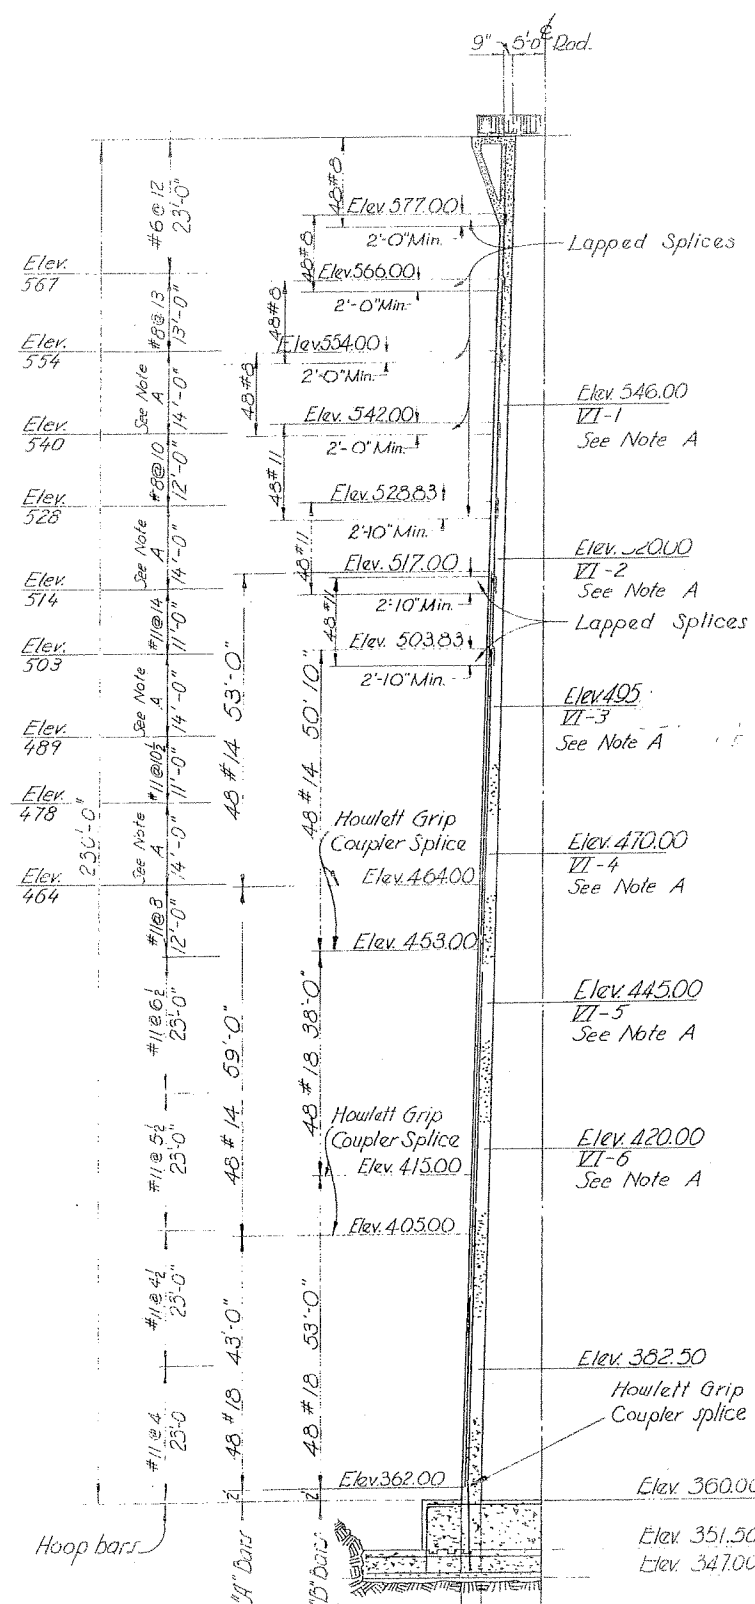 9" 5'-0" Rad.
℄
48#8
#6@12
23'-0"
Elev. 577.00
2'-0"Min.
Lapped Splices
48#8
Elev.
567
Elev.566.00
2'-0"Min.
#8@13
13'-0"
48#8
Elev.554.00
2'-0"Min.
Elev.
554
See Note
A
14'-0"
48#8
Elev. 546.00
VI-1
See Note A
Elev.
540
Elev.542.00
2'-0"Min.
#8@10
12'-0"
48#11
Elev.528.83
2'-10"Min.
Elev.
528
See Note
A
14'-0"
48#11
Elev. 517.00
2'-10"Min.
VI-2
See Note A
Elev.
514
#11@14
11'-0"
48#11
Lapped Splices
Elev. 503.83
2'-10"Min.
Elev.
503
See Note
A
14'-0"
48#14 53'-0"
48#14 50'10"
Elev.495
VI-3
See Note A
Elev.
489
#11@10½
11'-0"
Elev.
478
230'-0"
See Note
A
14'-0"
Howlett Grip
Coupler Splice
Elev.464.00
Elev.470.00
VI-4
See Note A
Elev.
464
#11@8
12'-0"
Elev. 453.00
#11@6½
23'-0"
48#14 59'-0"
48#18 38'-0"
Elev.445.00
VI-5
See Note A
#11@5½
23'-0"
Howlett Grip
Coupler Splice
Elev. 415.00
Elev. 420.00
VI-6
See Note A
Elev. 405.00
#11@4½
23'-0"
48#18 43'-0"
48#18 53'-0"
Elev. 382.50
#11@4
23'-0
Howlett Grip
Coupler splice
Elev.362.00
2'
2'
Elev. 360.00
Hoop bars
"A" Bars
"B" Bars
Elev. 351.50
Elev. 347.00